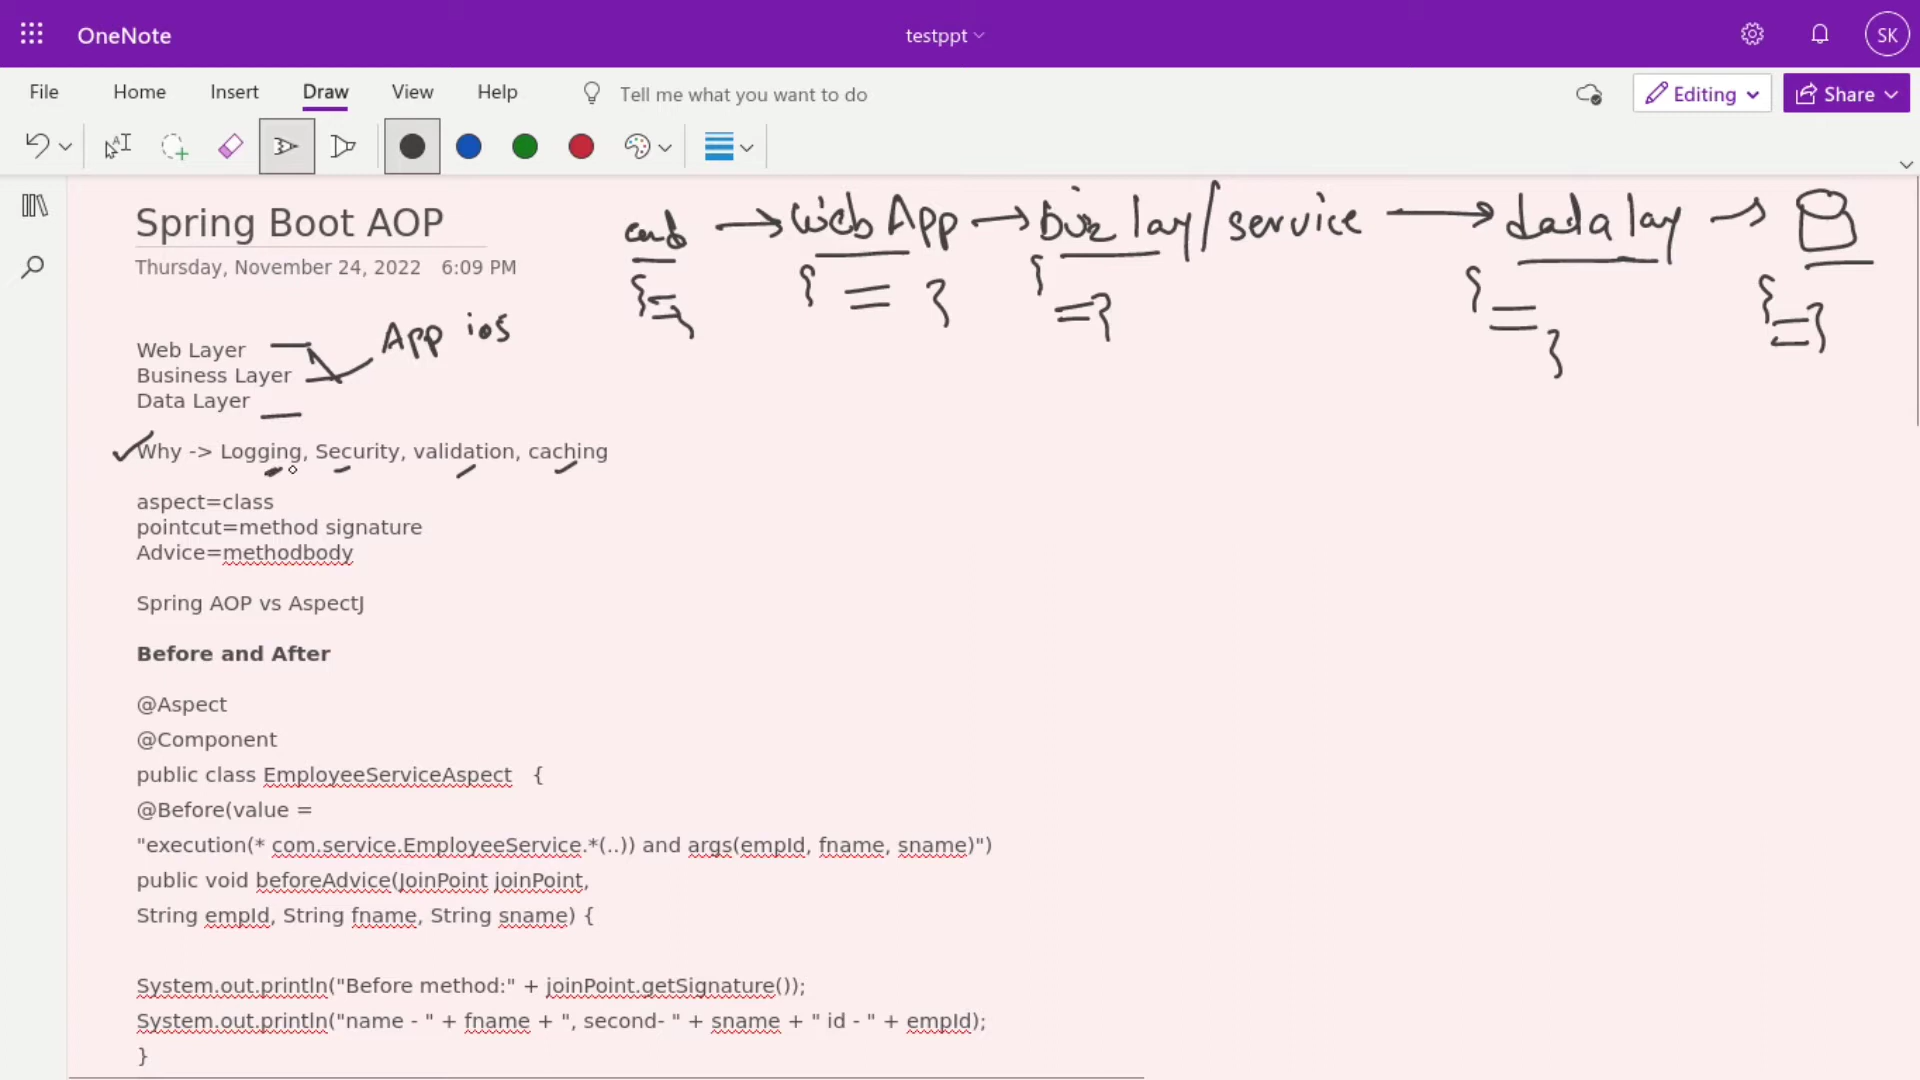 OneNote
testppt
SK
File Home Insert Draw View Help Tell me what you want to do
Editing Share
Spring Boot AOP
Thursday, November 24, 2022 6:09 PM
→ Web App → biz lay/service → data lay →
{ = } { = } { = } { = } { = }
App ios
Web Layer
Business Layer
Data Layer
Why -> Logging, Security, validation, caching
aspect=class
pointcut=method signature
Advice=methodbody
Spring AOP vs AspectJ
Before and After
@Aspect
@Component
public class EmployeeServiceAspect {
@Before(value =
"execution(* com.service.EmployeeService.*(..)) and args(empId, fname, sname)")
public void beforeAdvice(JoinPoint joinPoint,
String empId, String fname, String sname) {
System.out.println("Before method:" + joinPoint.getSignature());
System.out.println("name - " + fname + ", second- " + sname + " id - " + empId);
}